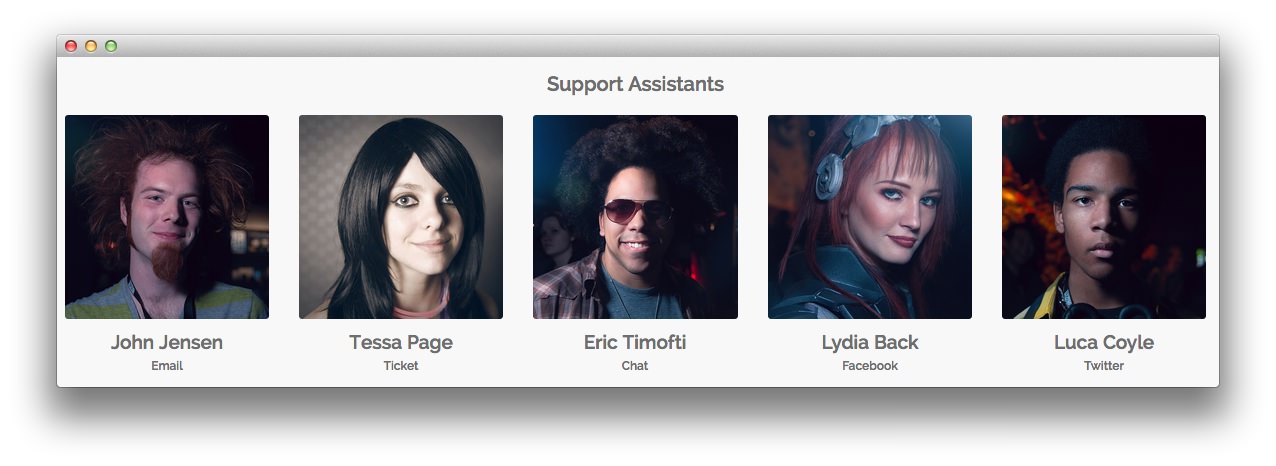 Support Assistants
John Jensen
Email
Tessa Page
Ticket
Eric Timofti
Chat
Lydia Back
Facebook
Luca Coyle
Twitter